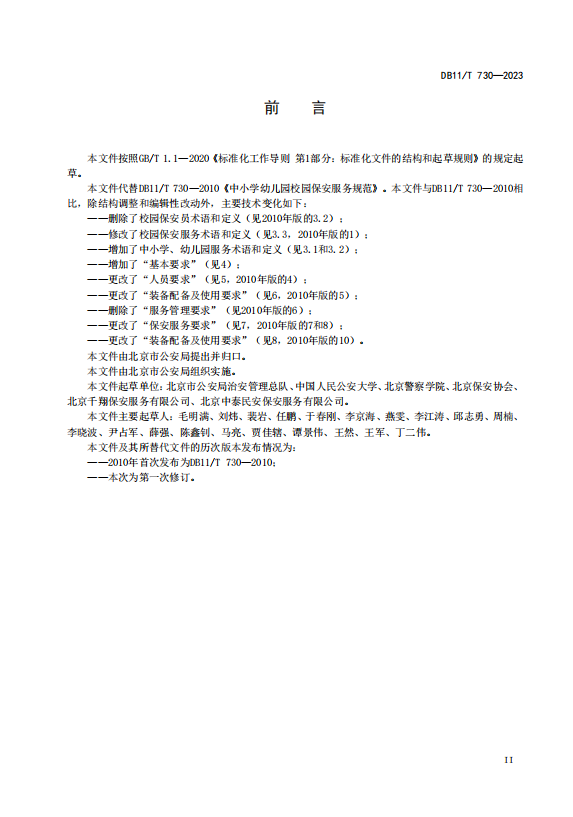 DB11/T 730—2023
前 言
本文件按照GB/T 1.1—2020《标准化工作导则 第1部分：标准化文件的结构和起草规则》的规定起
草。
本文件代替DB11/T 730—2010《中小学幼儿园校园保安服务规范》。本文件与DB11/T 730—2010相
比，除结构调整和编辑性改动外，主要技术变化如下：
——删除了校园保安员术语和定义（见2010年版的3.2）；
——修改了校园保安服务术语和定义（见3.3，2010年版的1）；
——增加了中小学、幼儿园服务术语和定义（见3.1和3.2）；
——增加了“基本要求”（见4）；
——更改了“人员要求”（见5，2010年版的4）；
——更改了“装备配备及使用要求”（见6，2010年版的5）；
——删除了“服务管理要求”（见2010年版的6）；
——更改了“保安服务要求”（见7，2010年版的7和8）；
——更改了“装备配备及使用要求”（见8，2010年版的10）。
本文件由北京市公安局提出并归口。
本文件由北京市公安局组织实施。
本文件起草单位：北京市公安局治安管理总队、中国人民公安大学、北京警察学院、北京保安协会、
北京千翔保安服务有限公司、北京中泰民安保安服务有限公司。
本文件主要起草人：毛明满、刘炜、裴岩、任鹏、于春刚、李京海、燕雯、李江涛、邱志勇、周楠、
李晓波、尹占军、薛强、陈鑫钊、马亮、贾佳辖、谭景伟、王然、王军、丁二伟。
本文件及其所替代文件的历次版本发布情况为：
——2010年首次发布为DB11/T 730—2010；
——本次为第一次修订。
II